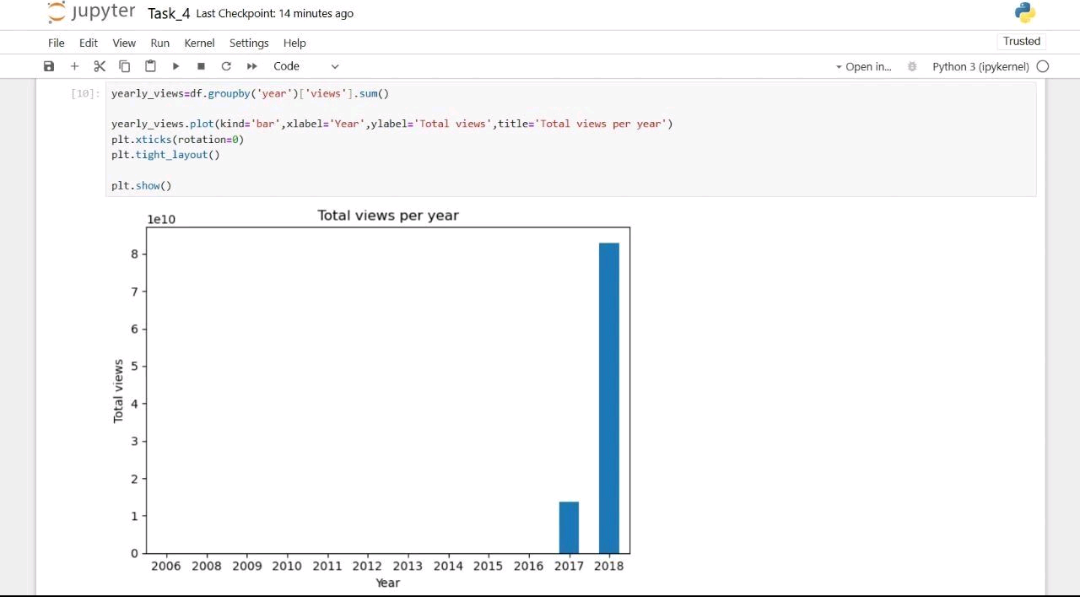 jupyter Task_4 Last Checkpoint: 14 minutes ago
File Edit View Run Kernel Settings Help Trusted
Code Open in... Python 3 (ipykernel)
[10]: yearly_views=df.groupby('year')['views'].sum()
yearly_views.plot(kind='bar',xlabel='Year',ylabel='Total views',title='Total views per year')
plt.xticks(rotation=0)
plt.tight_layout()
plt.show()
Total views per year
1e10
8
7
6
5
4
3
2
1
0
Total views
2006 2008 2009 2010 2011 2012 2013 2014 2015 2016 2017 2018
Year